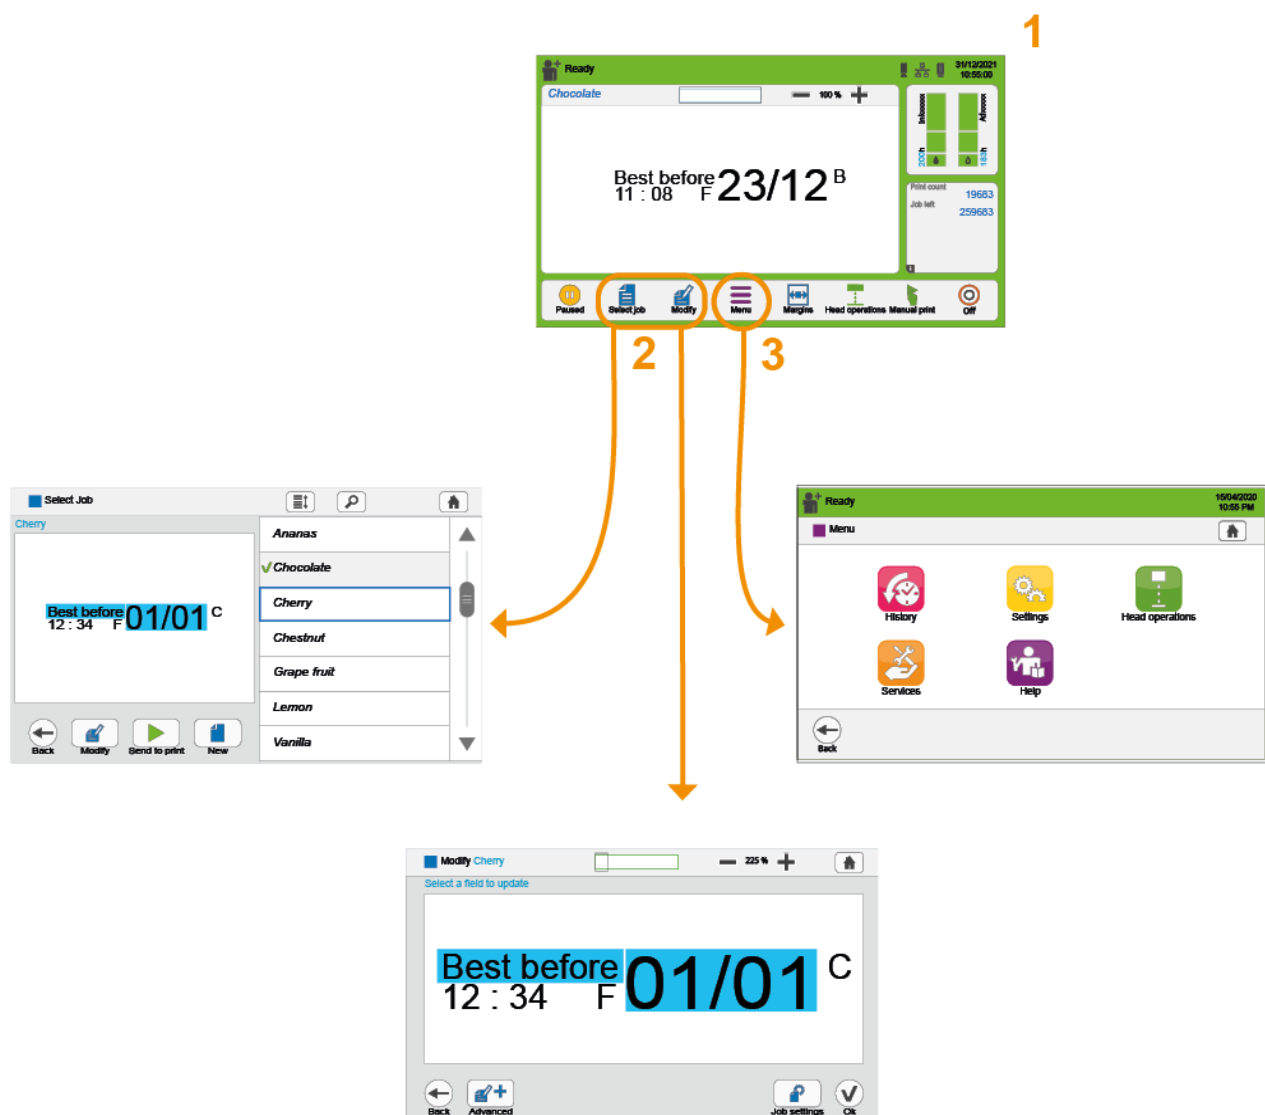 1
Ready
31/12/2021
10:55:00
Chocolate
100 %
Inkxxxxx
Advxxxxx
200h
183h
Best before 23/12 B
11 : 08 F
Print count
19683
Job left
259683
Paused
Select job
Modify
Menu
Margins
Head operations
Manual print
Off
2
3
Select Job
Cherry
Best before 01/01 C
12 : 34 F
Ananas
Chocolate
Cherry
Chestnut
Grape fruit
Lemon
Vanilla
Back
Modify
Send to print
New
Ready
15/04/2020
10:55 PM
Menu
History
Settings
Head operations
Services
Help
Back
Modify Cherry
225 %
Select a field to update
Best before 01/01 C
12 : 34 F
Back
Advanced
Job settings
Ok